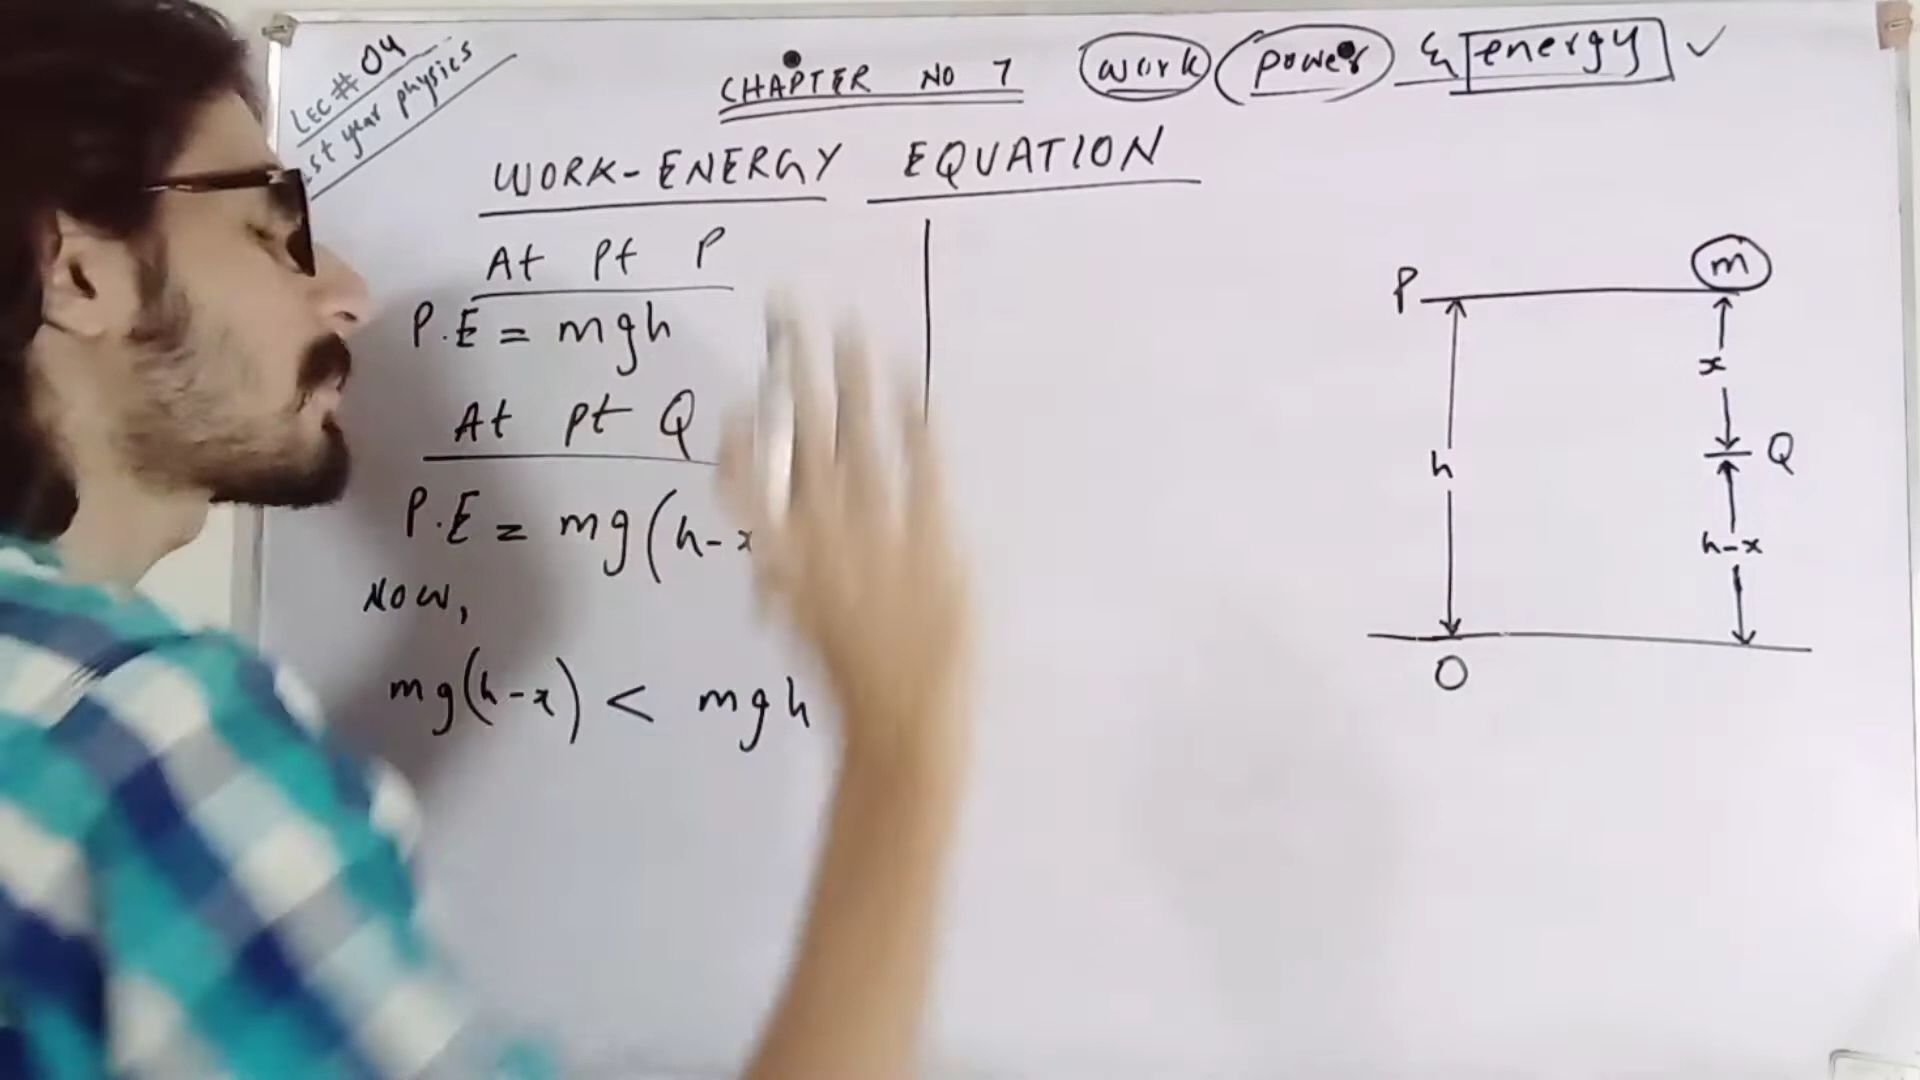 LEC # 04
1st year physics
CHAPTER NO 7 work power & energy ✓
WORK-ENERGY EQUATION
At Pt P
P.E = mgh
At pt Q
P.E = mg(h-x
NOW,
mg(h-x) < mgh
P
m
x
h
Q
h-x
O